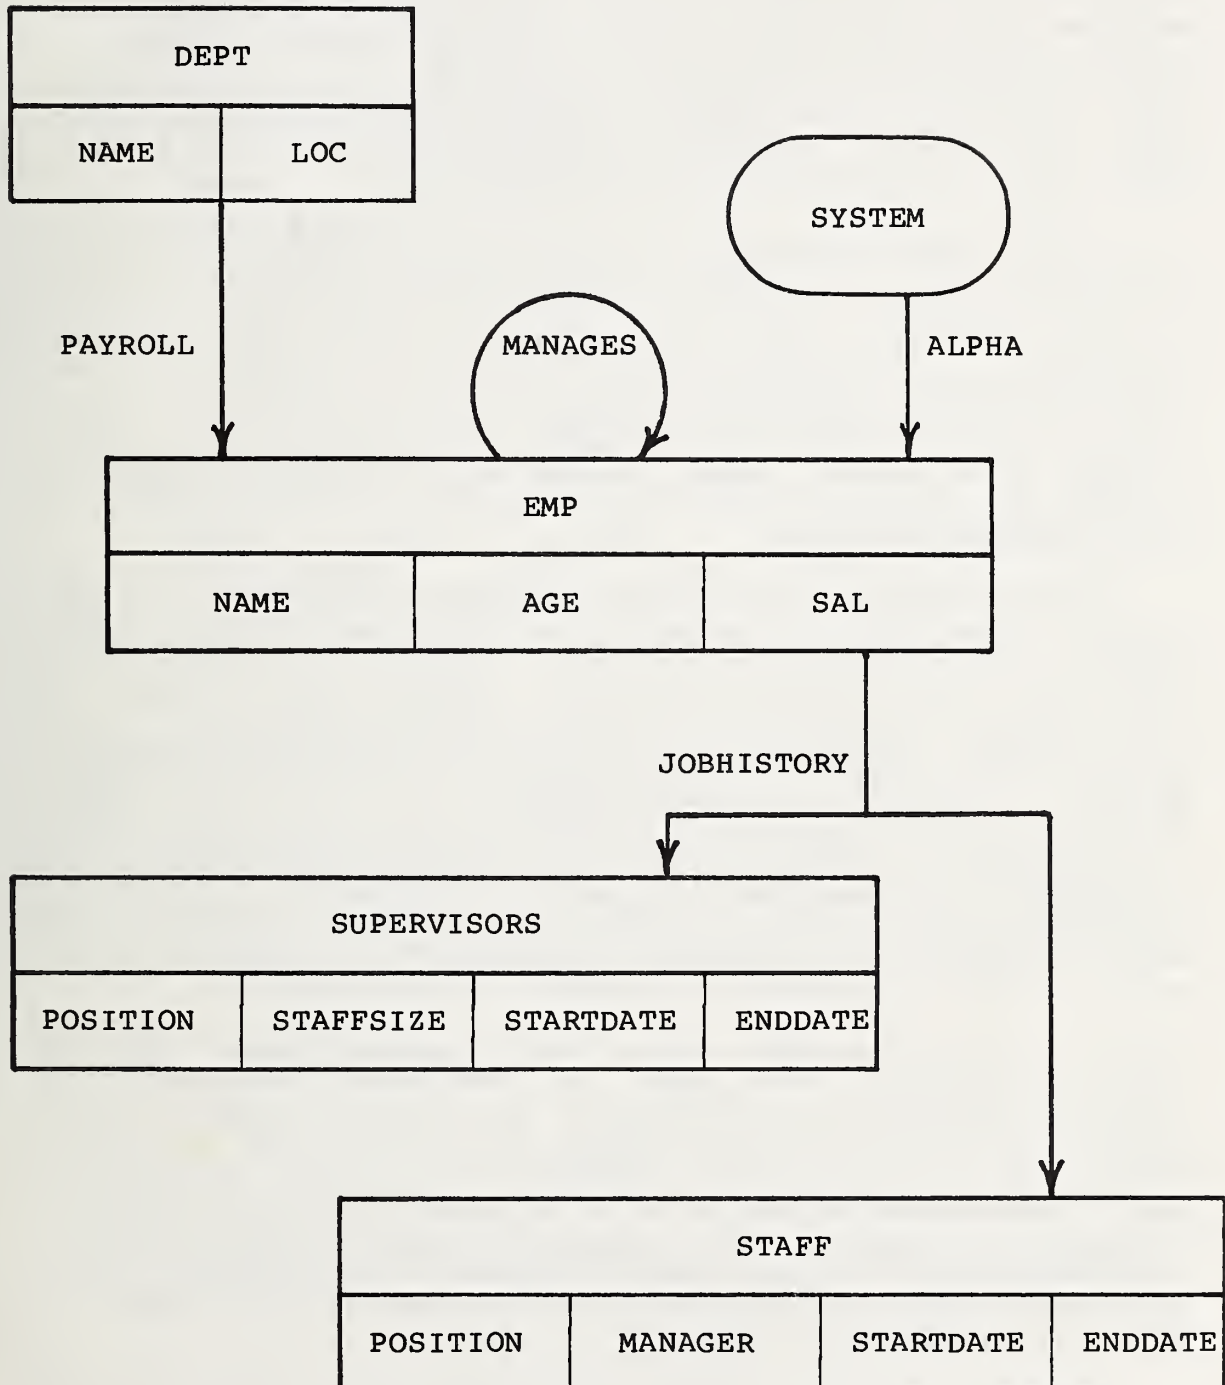 DEPT
NAME LOC
SYSTEM
PAYROLL MANAGES ALPHA
EMP
NAME AGE SAL
JOBHISTORY
SUPERVISORS
POSITION STAFFSIZE STARTDATE ENDDATE
STAFF
POSITION MANAGER STARTDATE ENDDATE